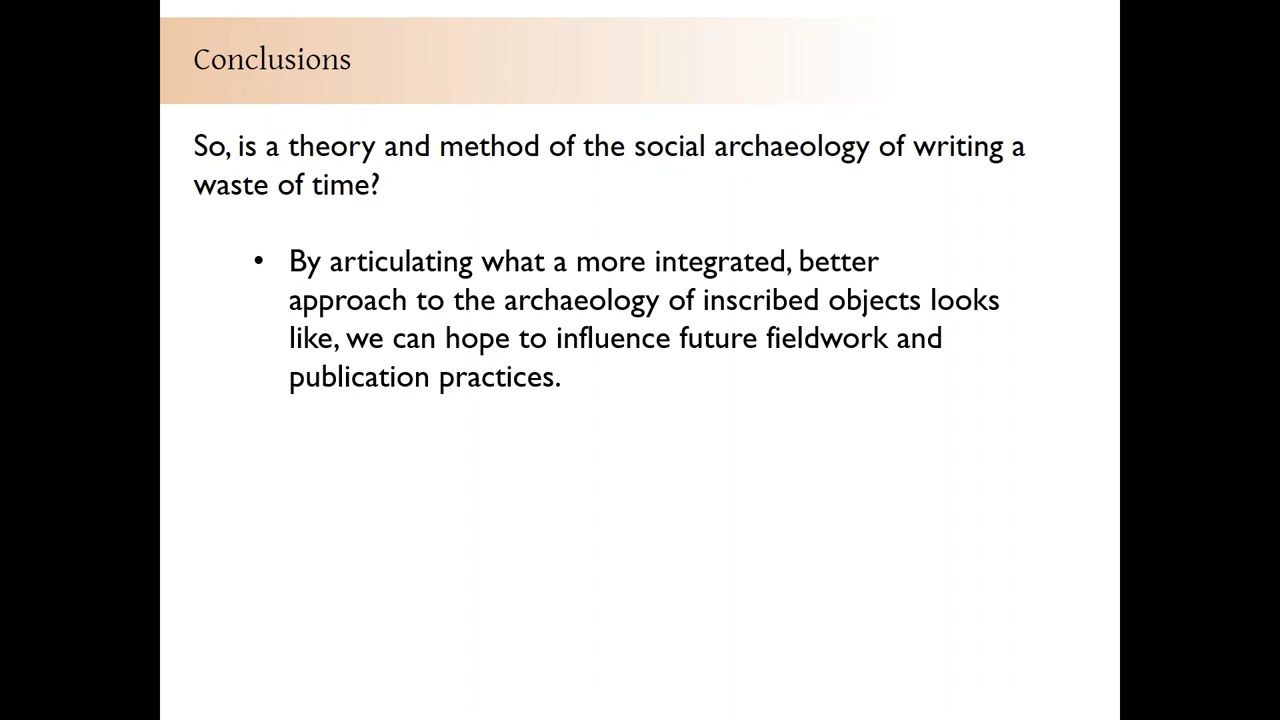 Conclusions
So, is a theory and method of the social archaeology of writing a
waste of time?
• By articulating what a more integrated, better
approach to the archaeology of inscribed objects looks
like, we can hope to influence future fieldwork and
publication practices.